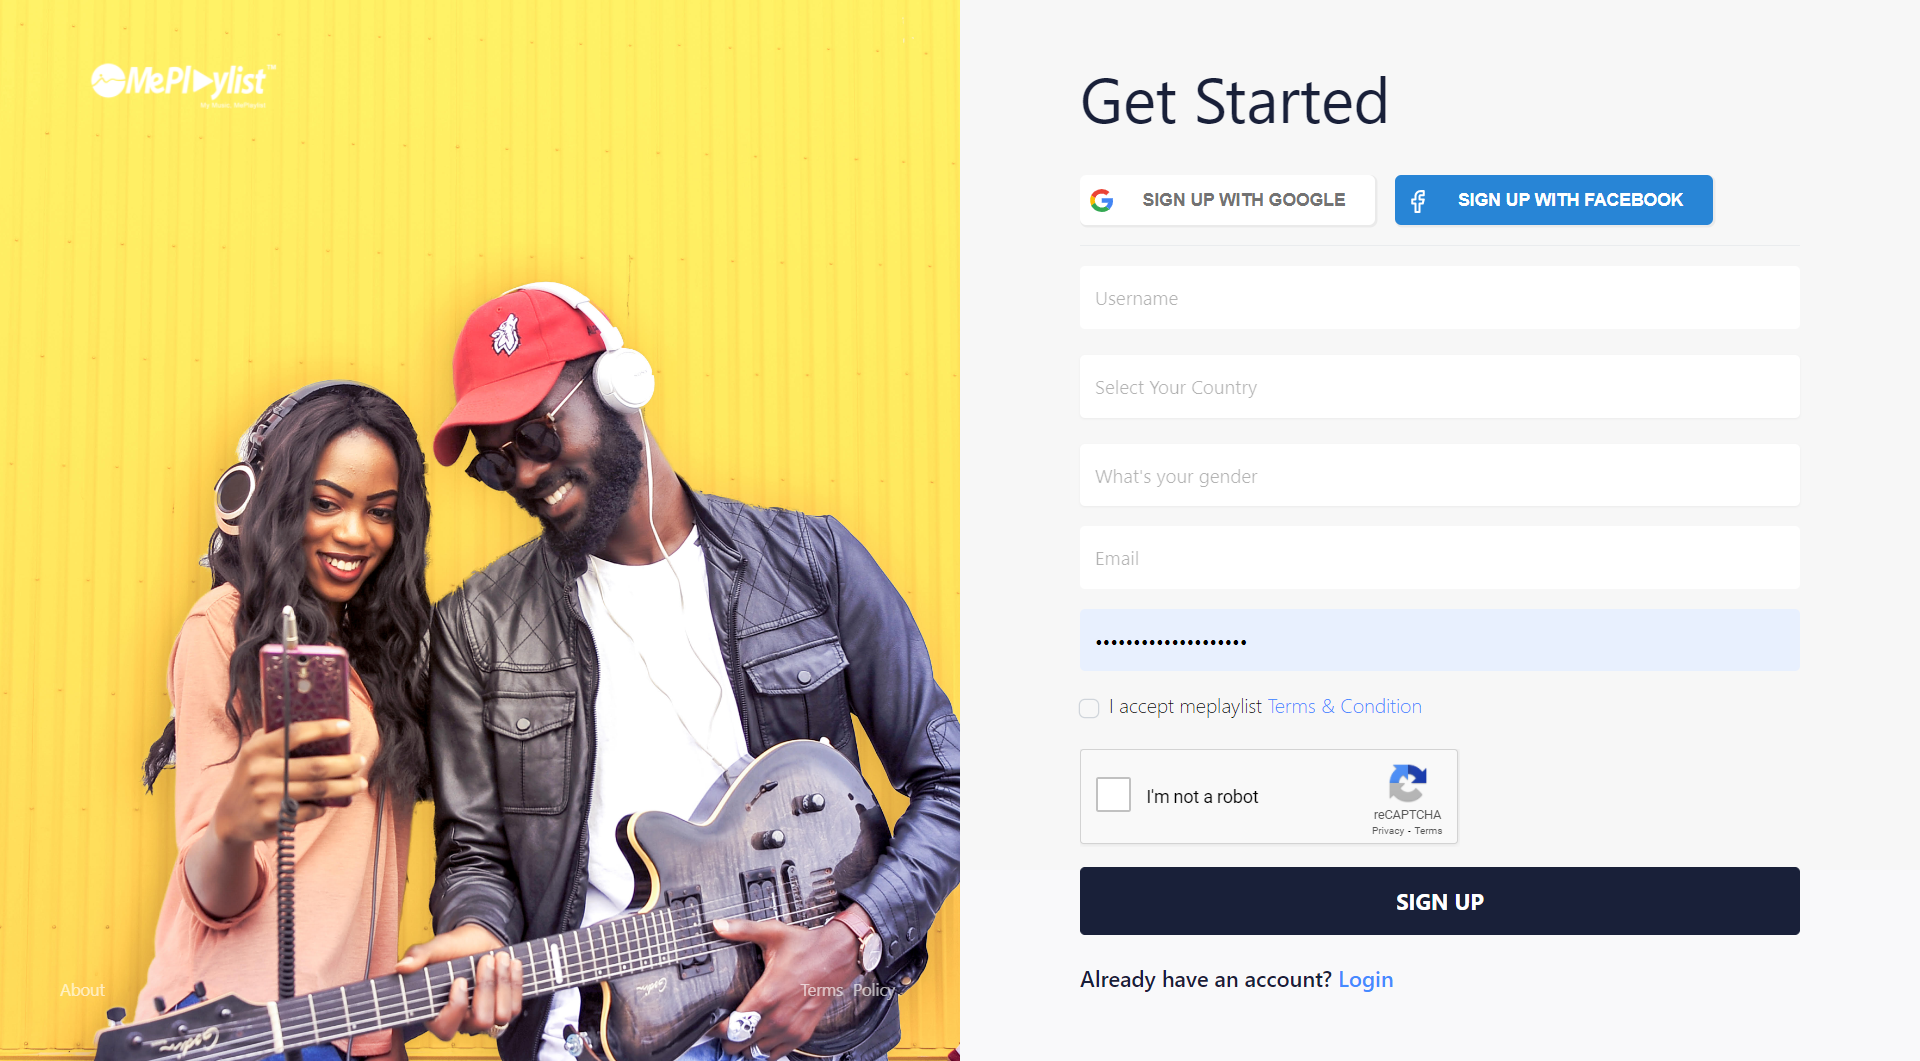 MePlaylist™
Get Started
SIGN UP WITH GOOGLE
SIGN UP WITH FACEBOOK
Username
Select Your Country
What's your gender
Email
I accept meplaylist Terms & Condition
I'm not a robot
reCAPTCHA
Privacy - Terms
SIGN UP
Already have an account? Login
About
Terms Policy